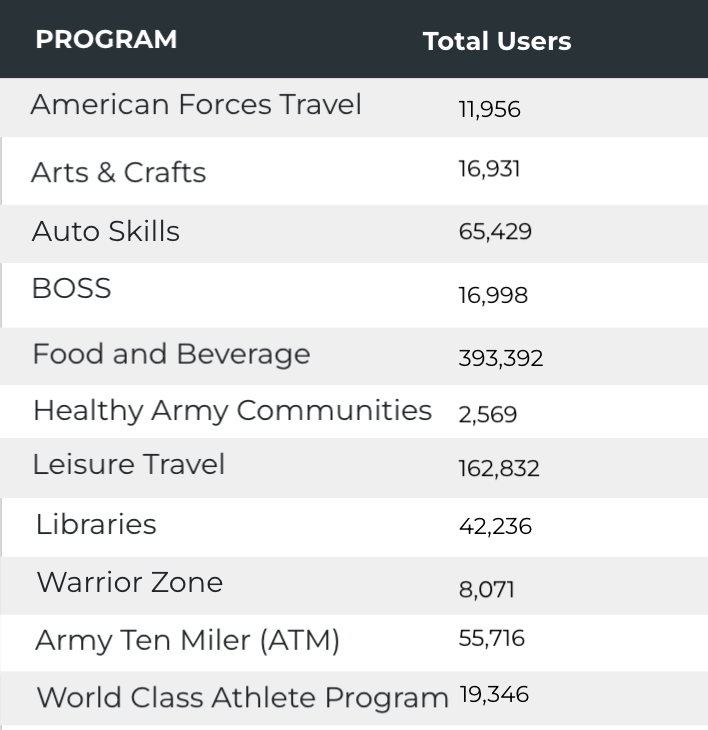 PROGRAM Total Users
American Forces Travel 11,956
Arts & Crafts 16,931
Auto Skills 65,429
BOSS 16,998
Food and Beverage 393,392
Healthy Army Communities 2,569
Leisure Travel 162,832
Libraries 42,236
Warrior Zone 8,071
Army Ten Miler (ATM) 55,716
World Class Athlete Program 19,346